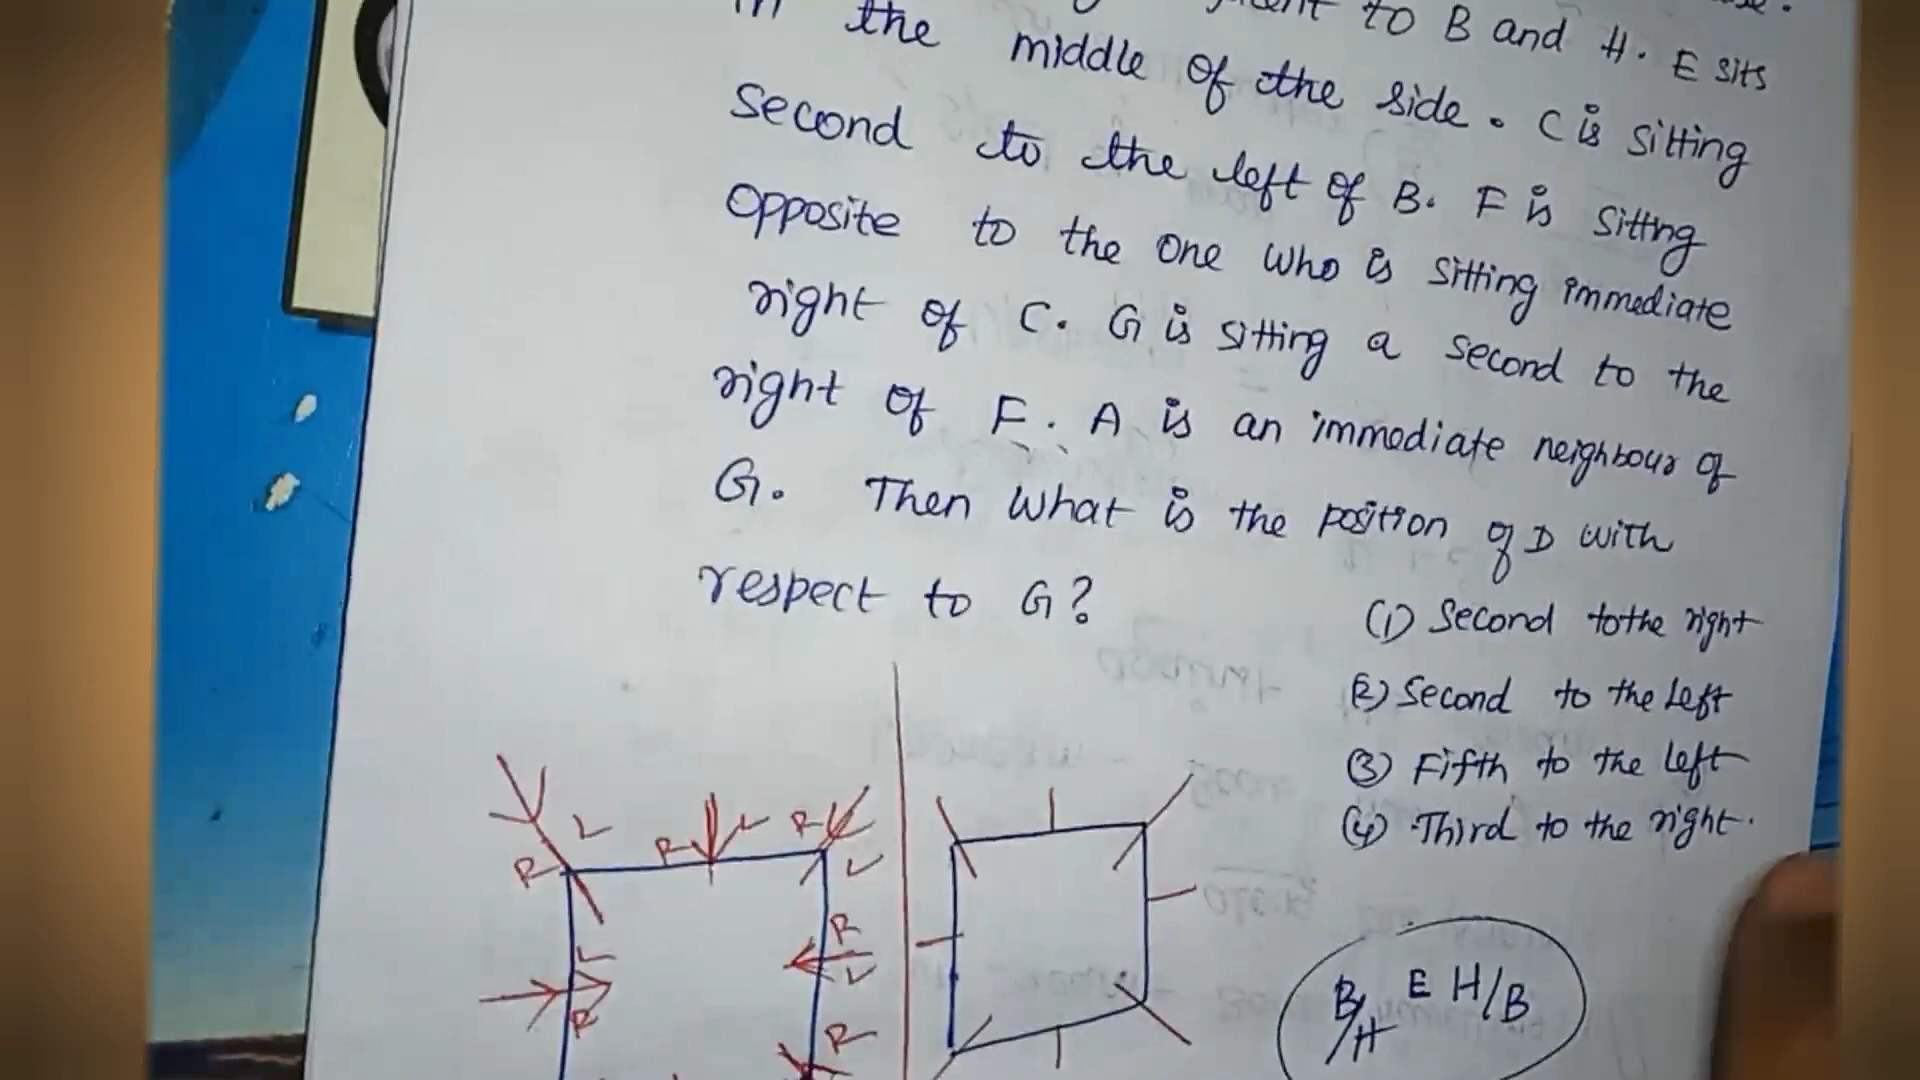 to B and H. E sits
in the middle of the side. C is sitting
second to the left of B. F is sitting
opposite to the one who is sitting immediate
right of C. G is sitting a second to the
right of F. A is an immediate neighbour of
G. Then what is the position of D with
respect to G?
(1) Second to the right
(2) Second to the Left
(3) Fifth to the left
(4) Third to the right.
L R L R
R L
R
L L
R
R
B/H E H/B